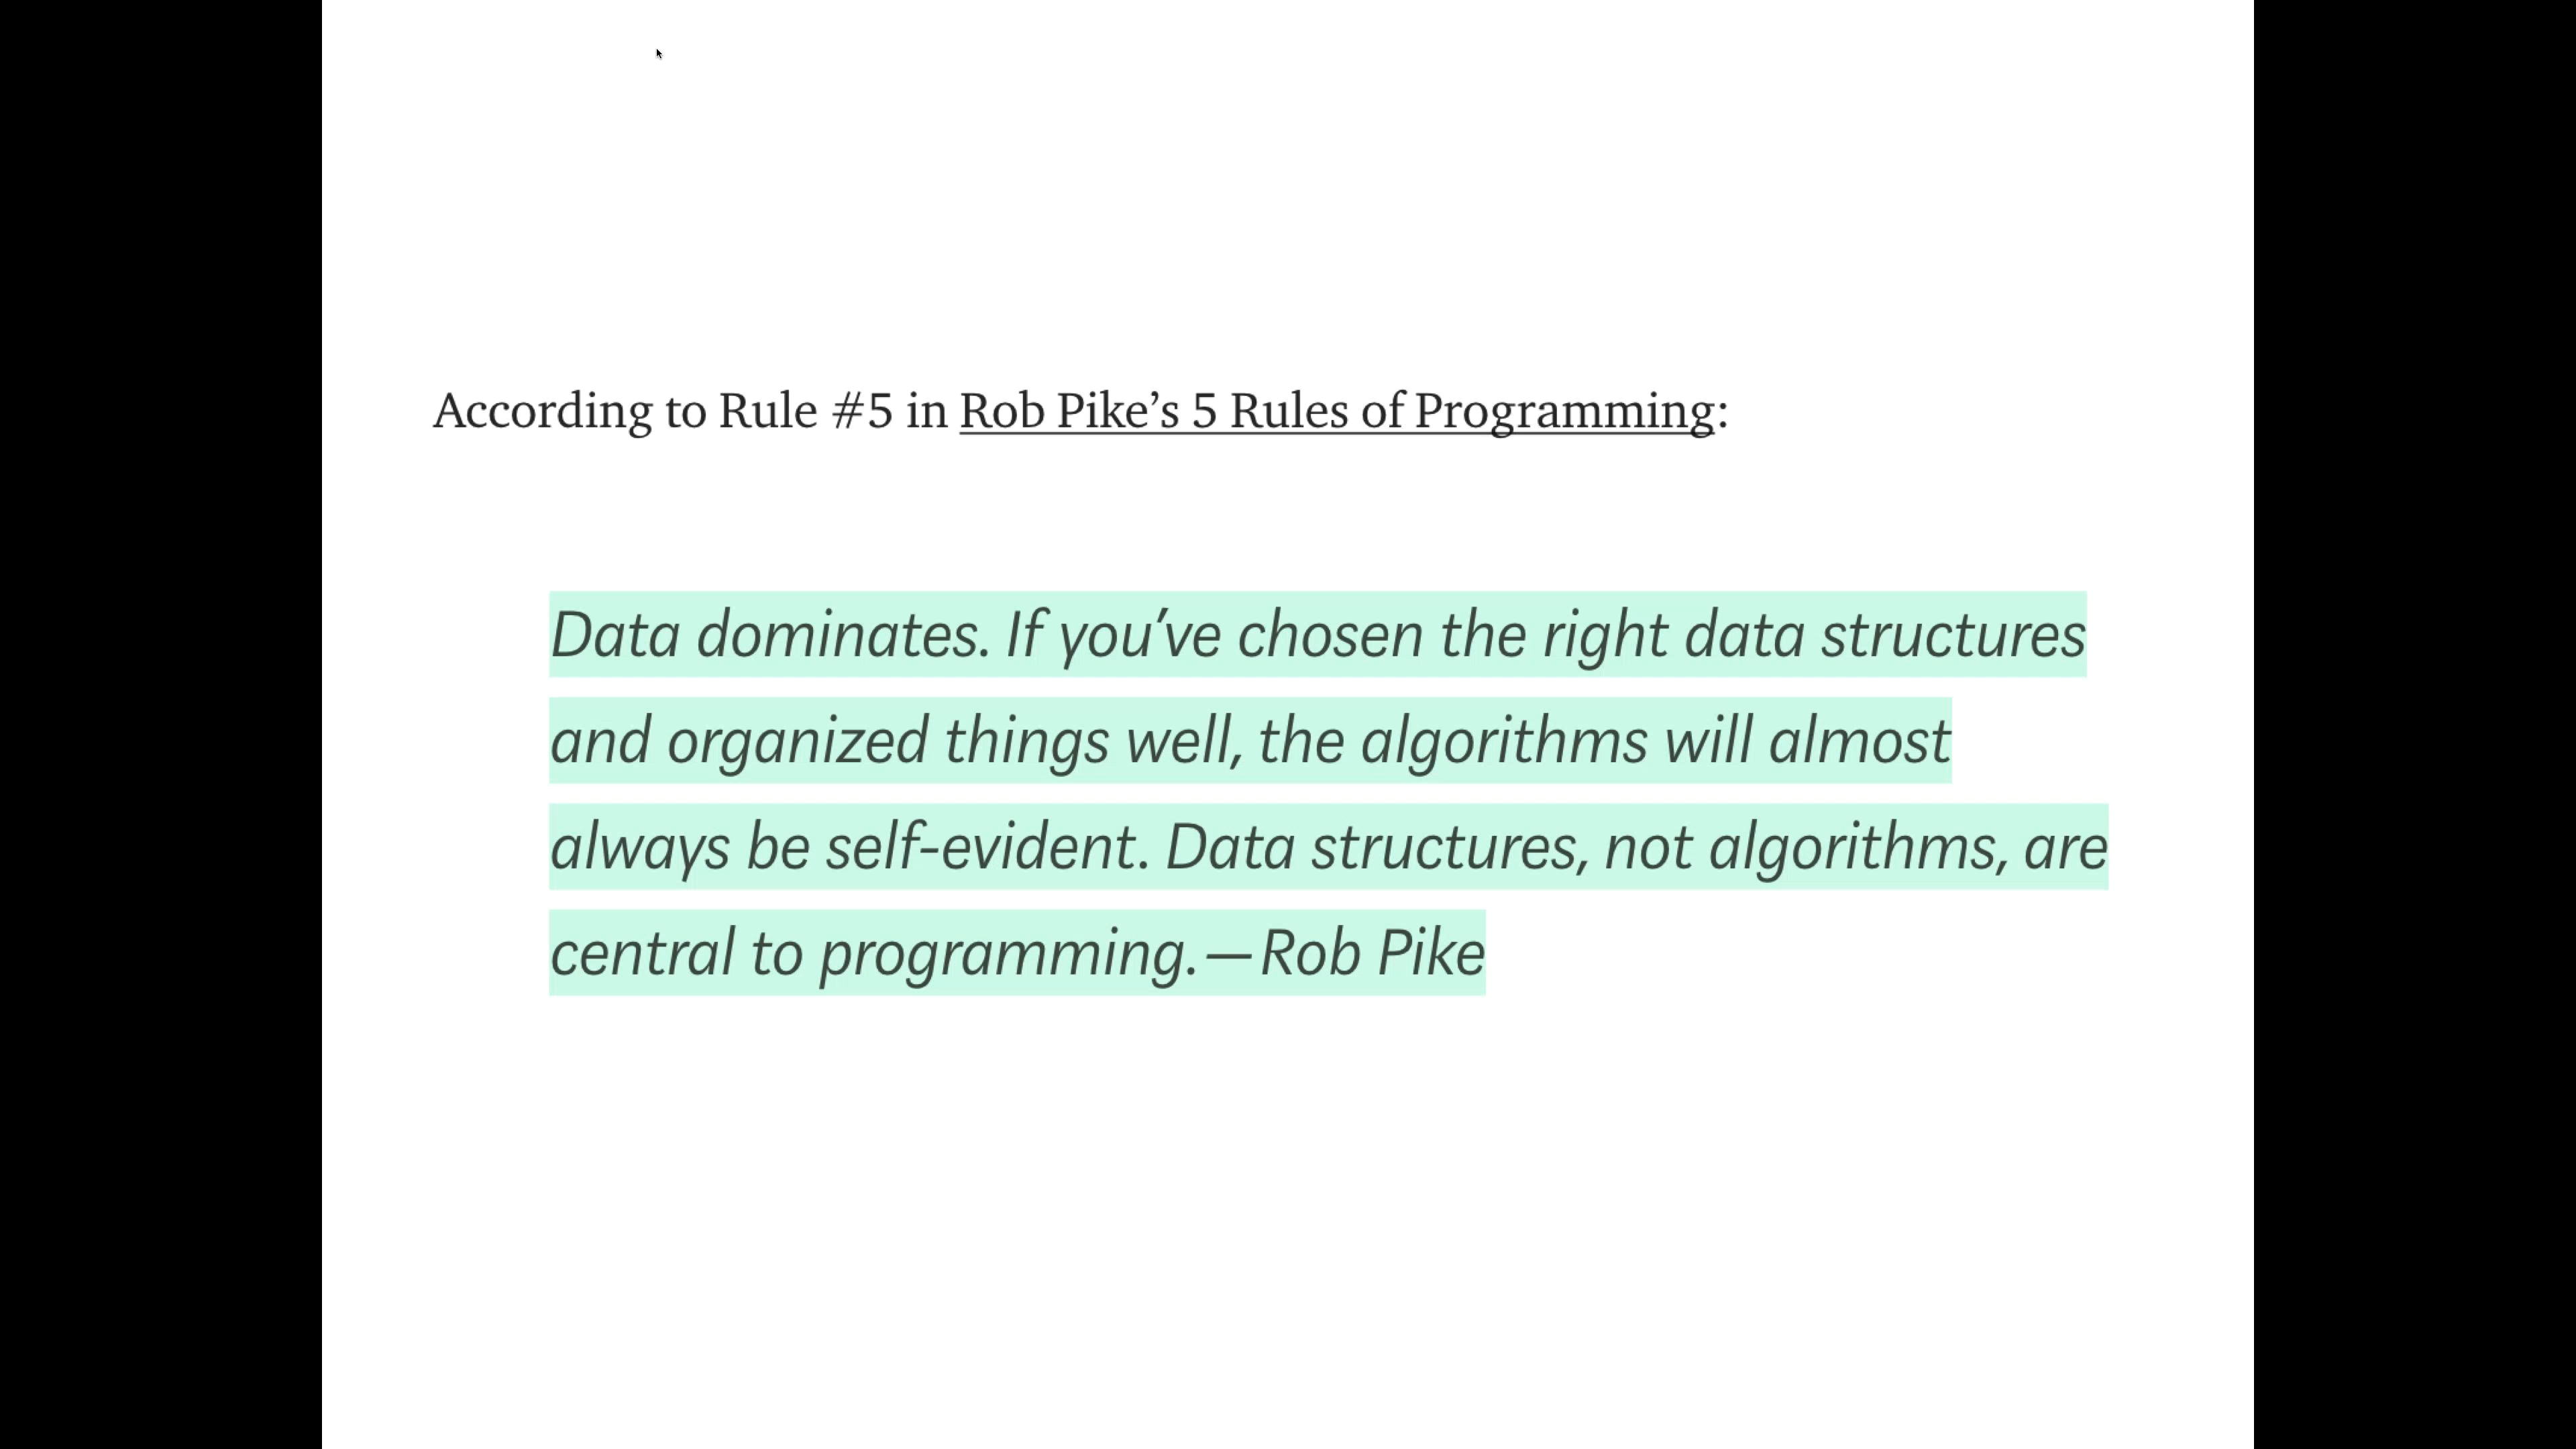 According to Rule #5 in Rob Pike’s 5 Rules of Programming:
Data dominates. If you’ve chosen the right data structures
and organized things well, the algorithms will almost
always be self-evident. Data structures, not algorithms, are
central to programming.—Rob Pike